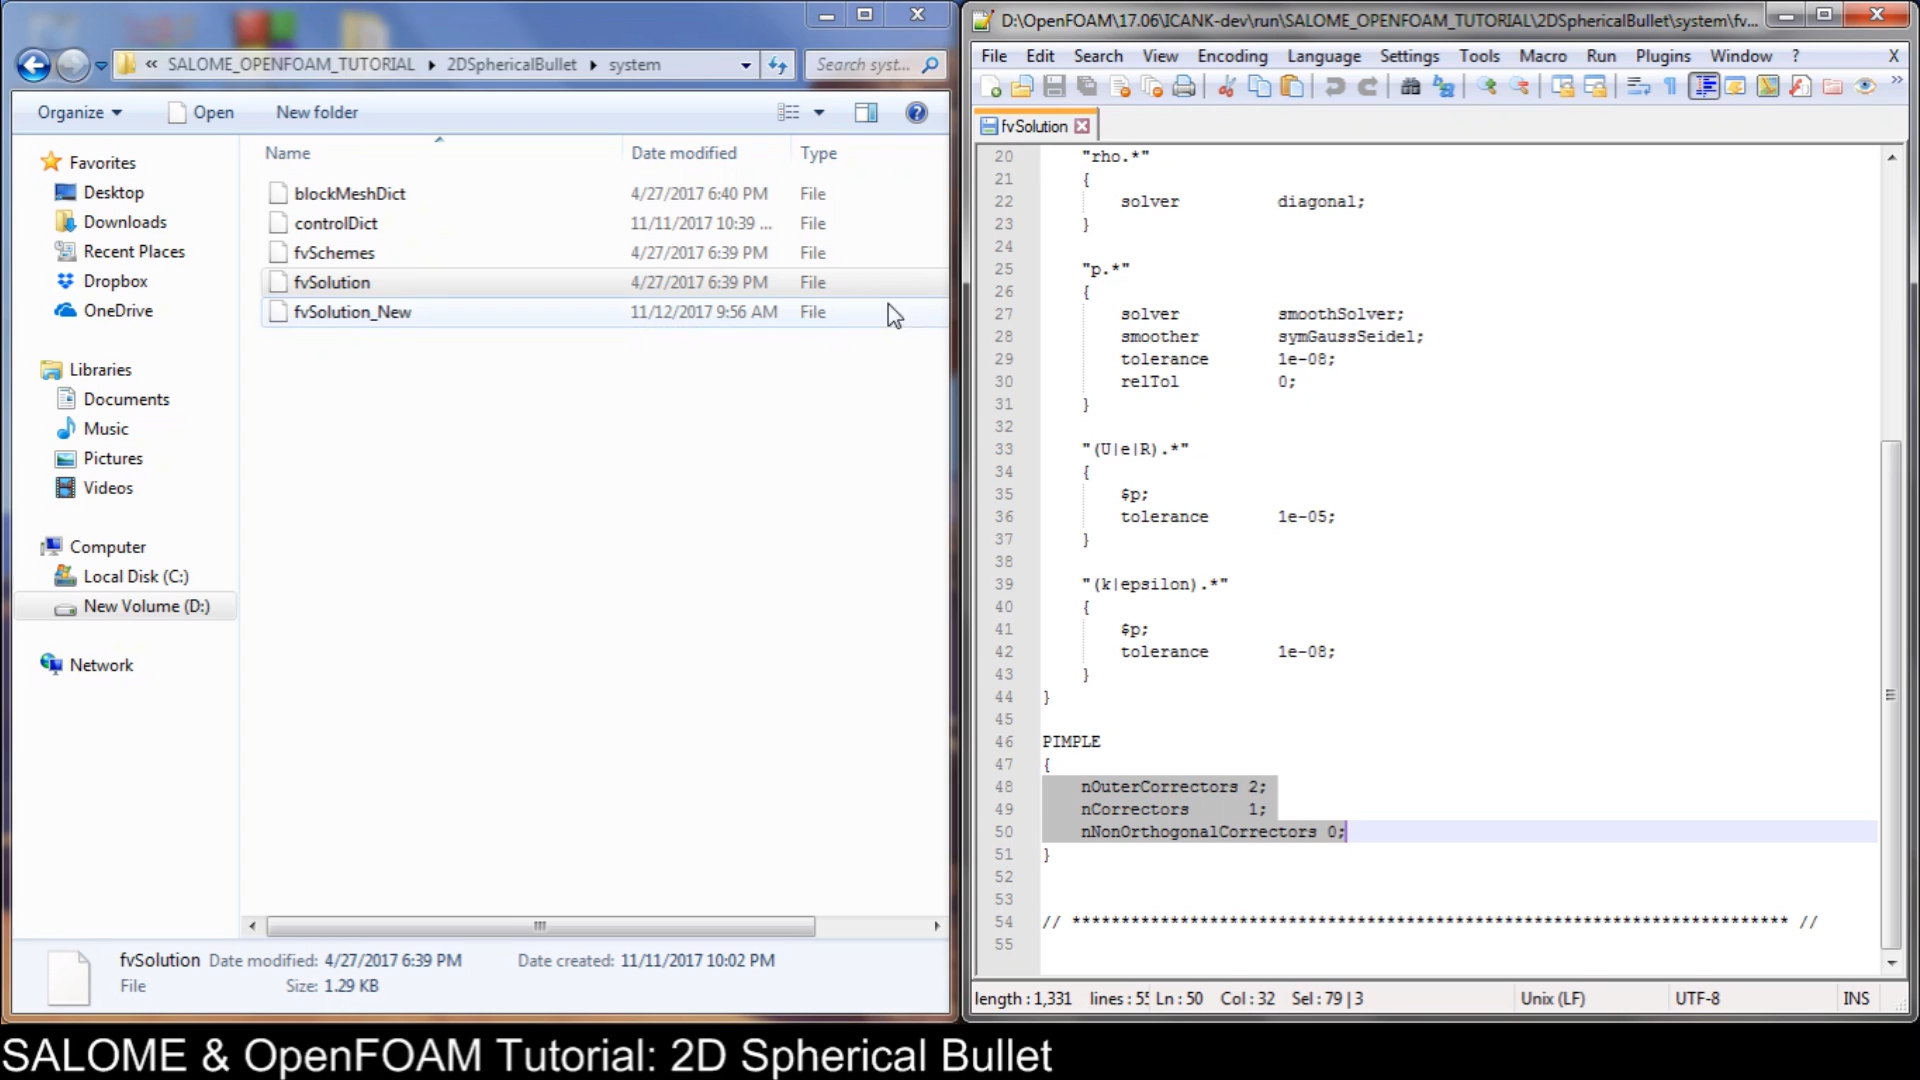 « SALOME_OPENFOAM_TUTORIAL ▸ 2DSphericalBullet ▸ system
Search syst...
Organize
Open
New folder
Name
Date modified
Type
Favorites
Desktop
Downloads
Recent Places
Dropbox
OneDrive
Libraries
Documents
Music
Pictures
Videos
Computer
Local Disk (C:)
New Volume (D:)
Network
blockMeshDict 4/27/2017 6:40 PM File
controlDict 11/11/2017 10:39 ... File
fvSchemes 4/27/2017 6:39 PM File
fvSolution 4/27/2017 6:39 PM File
fvSolution_New 11/12/2017 9:56 AM File
fvSolution Date modified: 4/27/2017 6:39 PM Date created: 11/11/2017 10:02 PM
File Size: 1.29 KB
D:\OpenFOAM\17.06\ICANK-dev\run\SALOME_OPENFOAM_TUTORIAL\2DSphericalBullet\system\fv...
File Edit Search View Encoding Language Settings Tools Macro Run Plugins Window ? X
fvSolution
20 "rho.*"
21 {
22 solver diagonal;
23 }
24
25 "p.*"
26 {
27 solver smoothSolver;
28 smoother symGaussSeidel;
29 tolerance 1e-08;
30 relTol 0;
31 }
32
33 "(U|e|R).*"
34 {
35 $p;
36 tolerance 1e-05;
37 }
38
39 "(k|epsilon).*"
40 {
41 $p;
42 tolerance 1e-08;
43 }
44 }
45
46 PIMPLE
47 {
48 nOuterCorrectors 2;
49 nCorrectors 1;
50 nNonOrthogonalCorrectors 0;
51 }
52
53
54 // ************************************************************************* //
55
length : 1,331 lines : 55 Ln : 50 Col : 32 Sel : 79 | 3 Unix (LF) UTF-8 INS
SALOME & OpenFOAM Tutorial: 2D Spherical Bullet